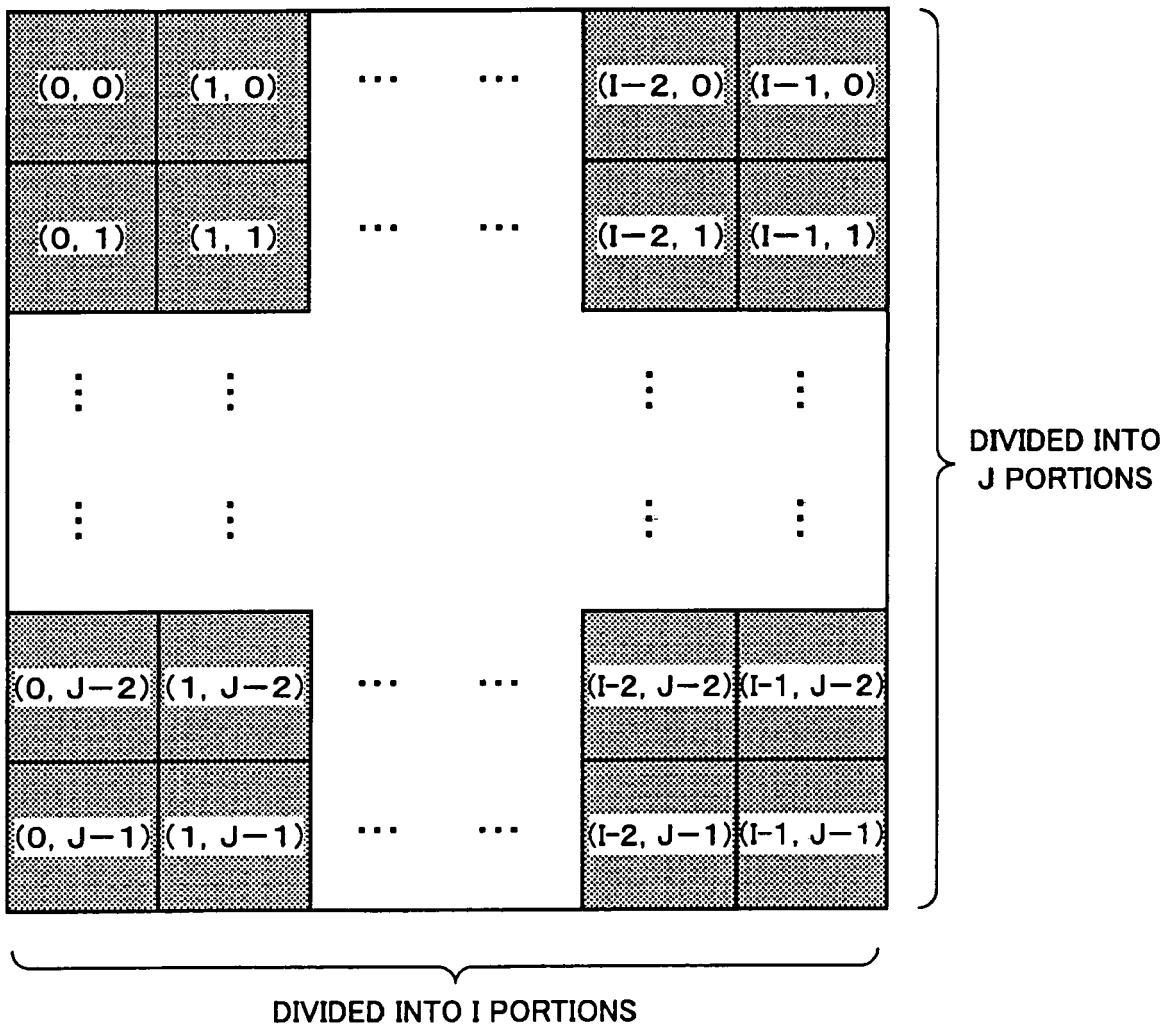 (0, 0) (1, 0) ... ... (I−2, 0) (I−1, 0)
(0, 1) (1, 1) ... ... (I−2, 1) (I−1, 1)
DIVIDED INTO
J PORTIONS
(0, J−2) (1, J−2) ... ... (I-2, J−2) (I-1, J−2)
(0, J−1) (1, J−1) ... ... (I-2, J−1) (I-1, J−1)
DIVIDED INTO I PORTIONS